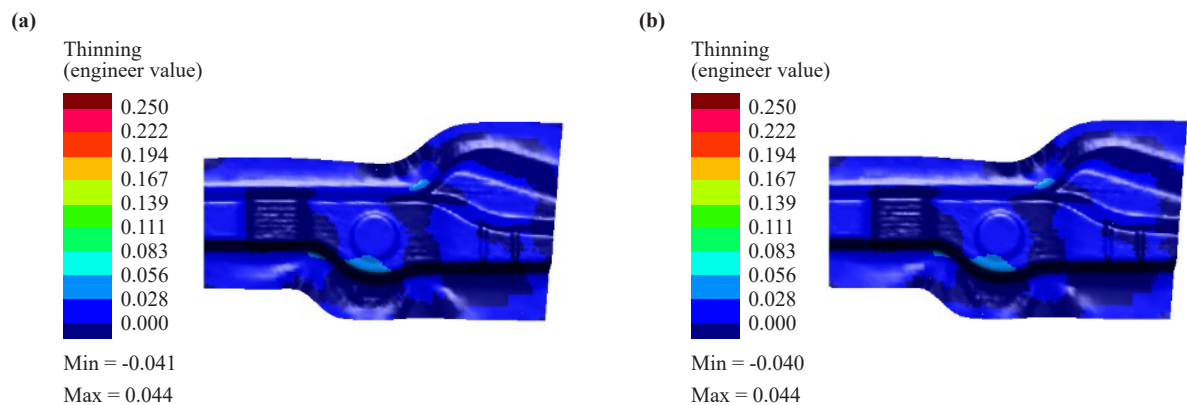 (a)
Thinning
(engineer value)
0.250
0.222
0.194
0.167
0.139
0.111
0.083
0.056
0.028
0.000
Min = -0.041
Max = 0.044
(b)
Thinning
(engineer value)
0.250
0.222
0.194
0.167
0.139
0.111
0.083
0.056
0.028
0.000
Min = -0.040
Max = 0.044